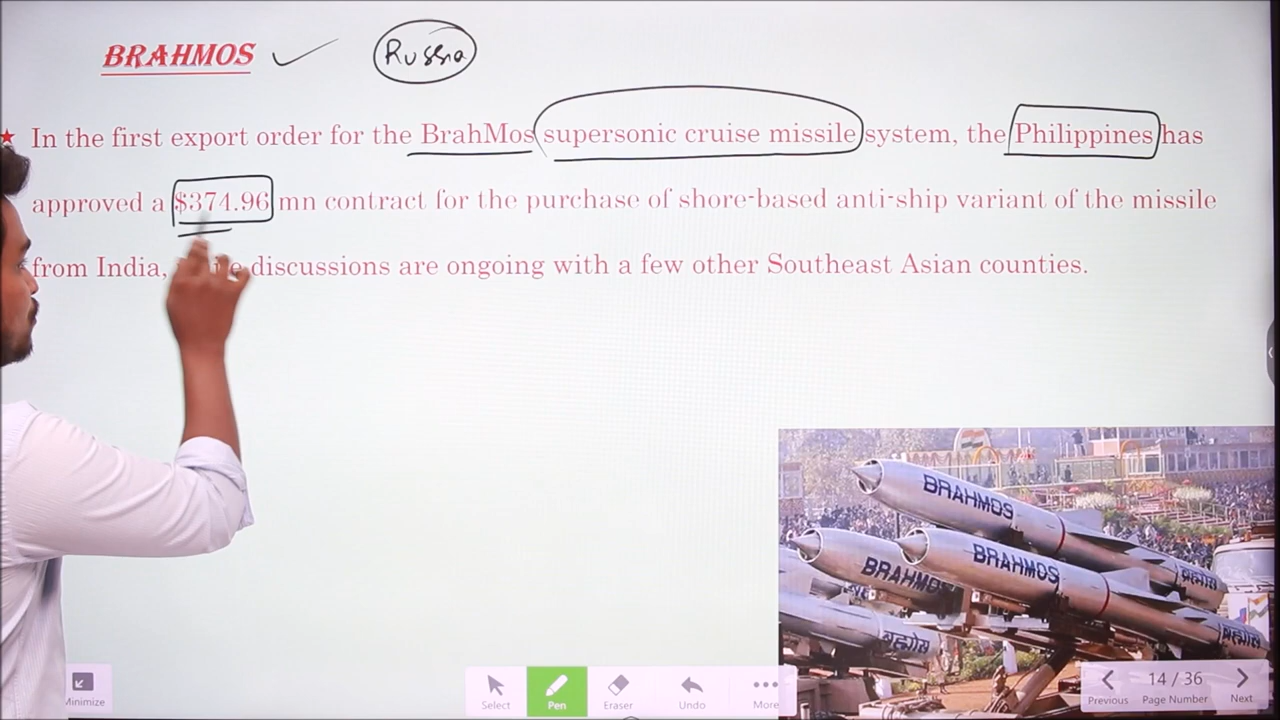 BRAHMOS Russia
★ In the first export order for the BrahMos supersonic cruise missile system, the Philippines has
approved a $374.96 mn contract for the purchase of shore-based anti-ship variant of the missile
from India, discussions are ongoing with a few other Southeast Asian counties.
BRAHMOS
BRAHMOS
BRAHMOS
ब्रह्मोस
ब्रह्मोस
ब्रह्मोस
Minimize
Select Pen Eraser Undo More
Previous 14 / 36 Page Number Next